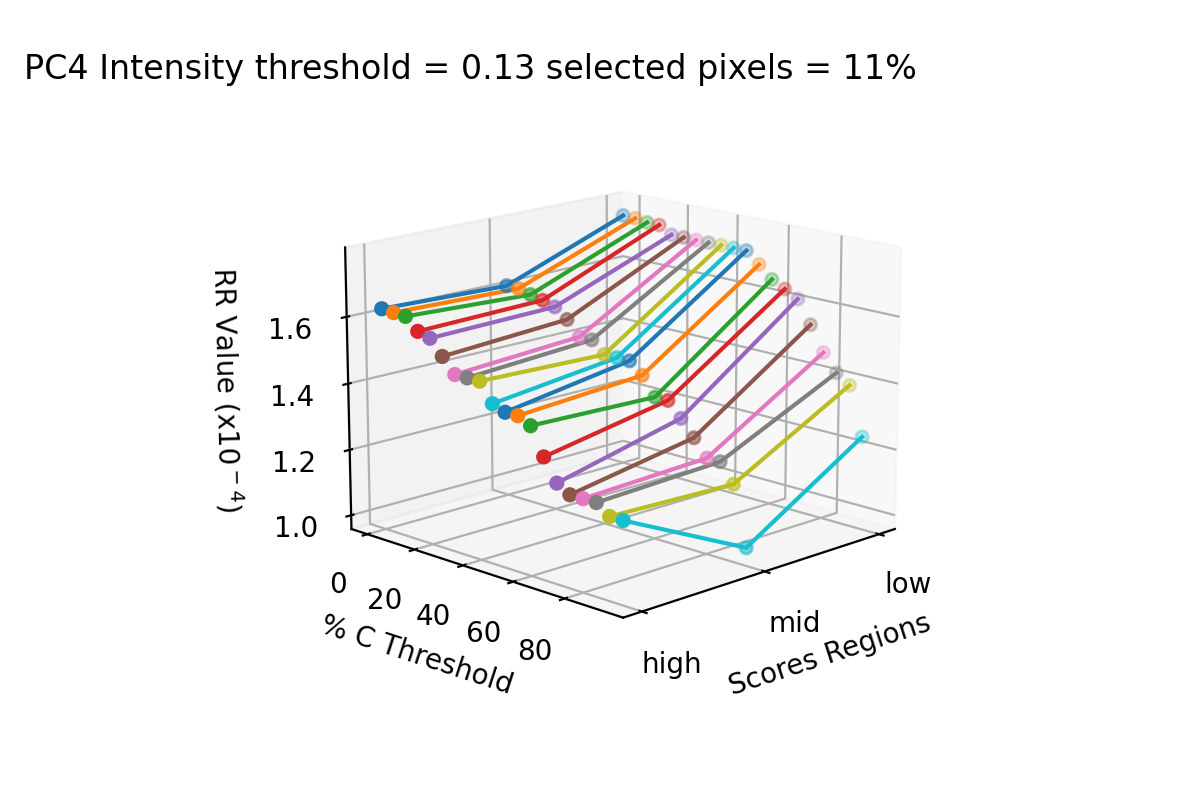 PC4 Intensity threshold = 0.13 selected pixels = 11%
RR Value (x10⁻⁴)
1.6
1.4
1.2
1.0
0
20
40
60
80
% C Threshold
high
mid
low
Scores Regions